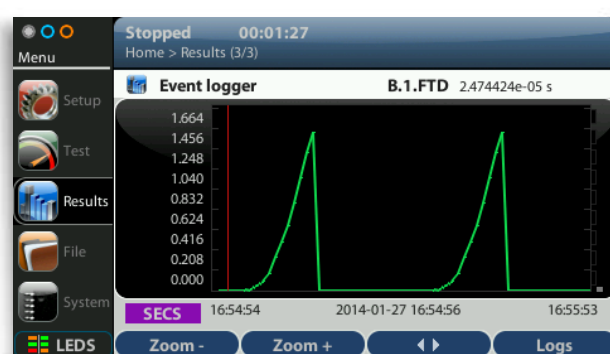 Stopped 00:01:27
Home > Results (3/3)
Menu
Event logger B.1.FTD 2.474424e-05 s
Setup
Test
Results
File
System
1.664
1.456
1.248
1.040
0.832
0.624
0.416
0.208
0.000
SECS 16:54:54 2014-01-27 16:54:56 16:55:53
LEDS Zoom - Zoom + Logs